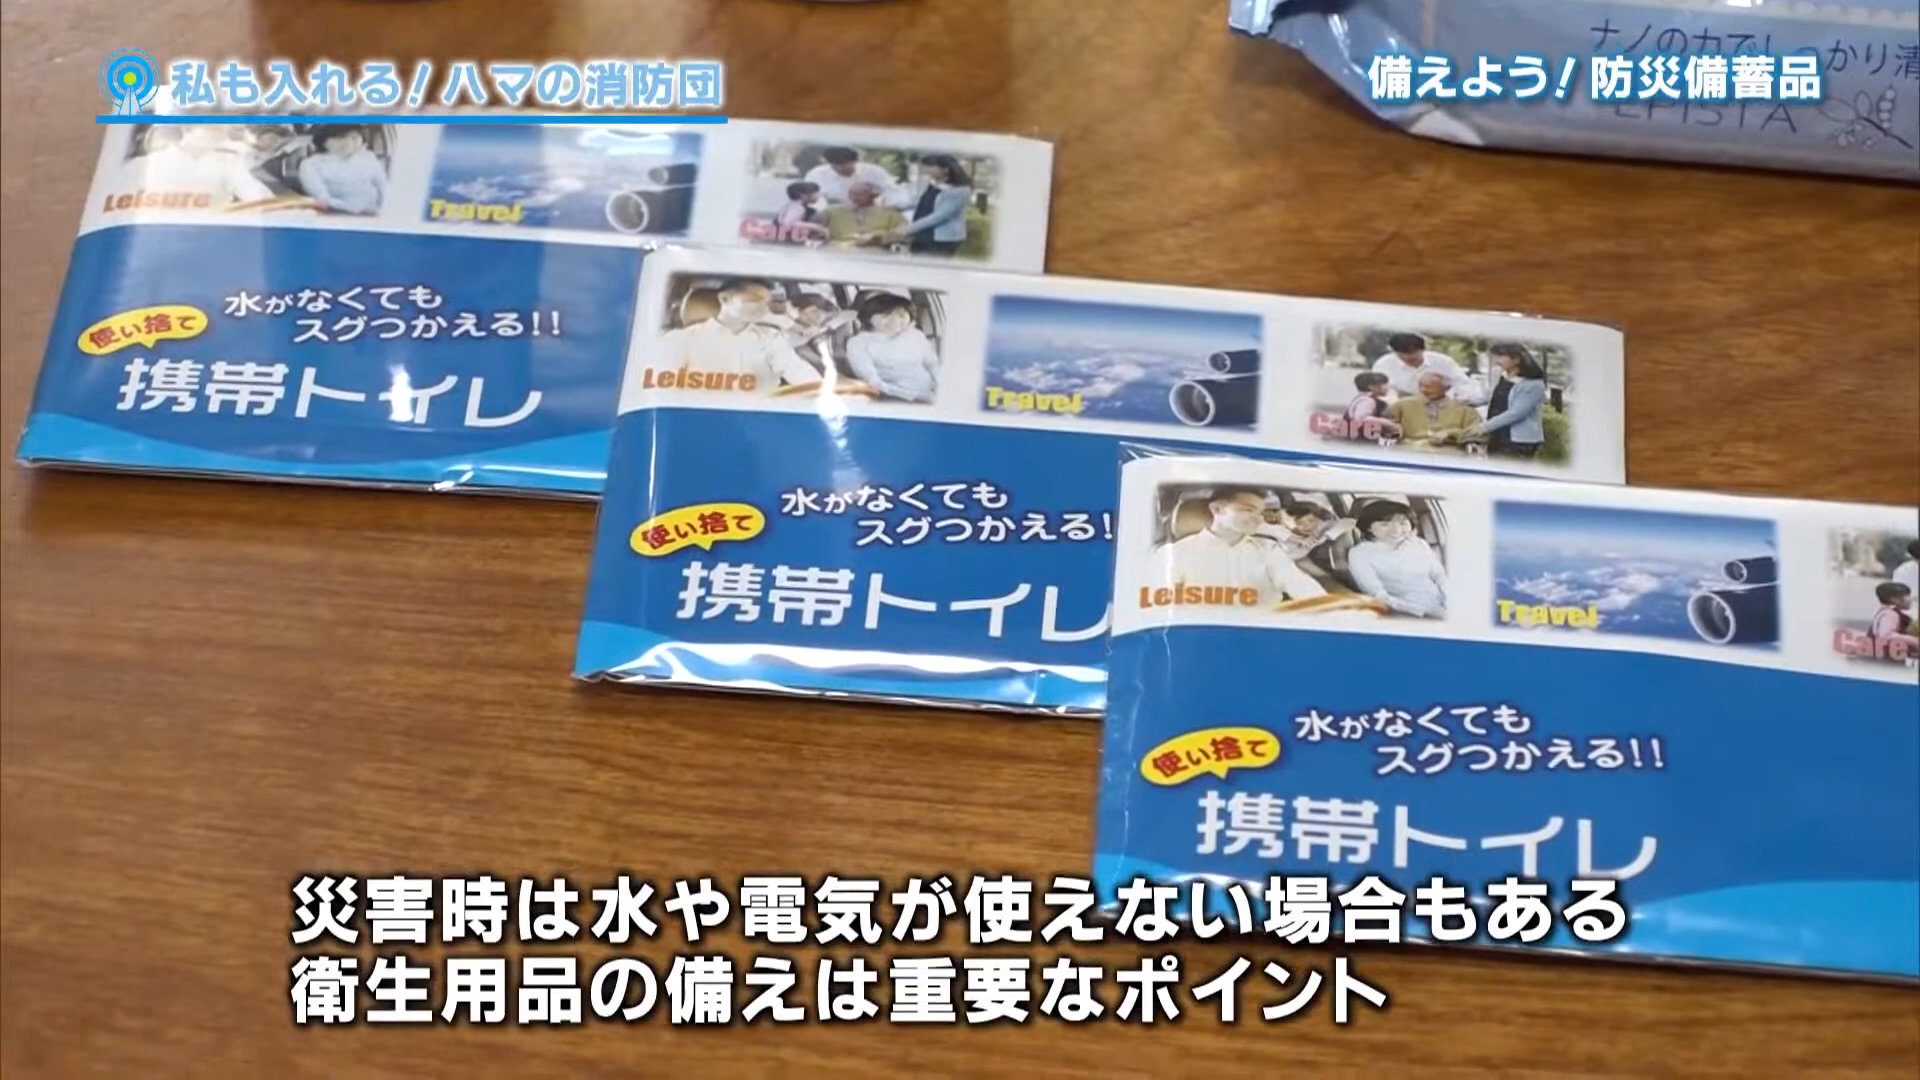 私も入れる！ハマの消防団
備えよう！防災備蓄品
ナノの力でしっかり清
EPISTA
Leisure
Travel
Care
水がなくても
スグつかえる!!
使い捨て
携帯トイレ
Leisure
Travel
Care
水がなくても
スグつかえる!
使い捨て
携帯トイレ
Leisure
Travel
Care
水がなくても
スグつかえる!!
使い捨て
携帯トイレ
災害時は水や電気が使えない場合もある
衛生用品の備えは重要なポイント